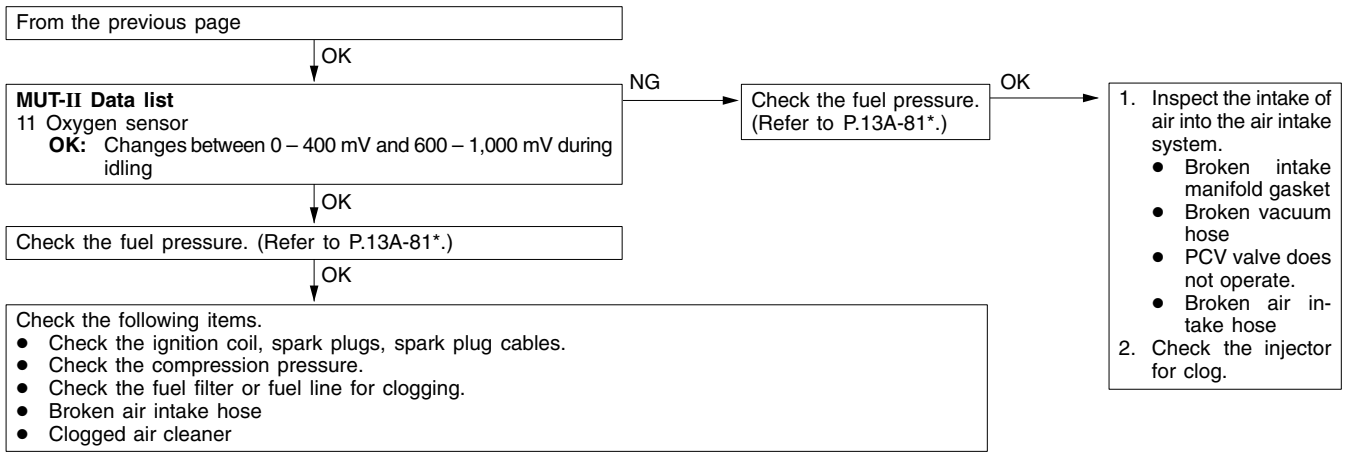 From the previous page
OK
MUT-II Data list
11 Oxygen sensor
OK: Changes between 0 – 400 mV and 600 – 1,000 mV during
idling
NG
Check the fuel pressure.
(Refer to P.13A-81*.)
OK
1. Inspect the intake of
air into the air intake
system.
● Broken intake
manifold gasket
● Broken vacuum
hose
● PCV valve does
not operate.
● Broken air in-
take hose
2. Check the injector
for clog.
OK
Check the fuel pressure. (Refer to P.13A-81*.)
OK
Check the following items.
● Check the ignition coil, spark plugs, spark plug cables.
● Check the compression pressure.
● Check the fuel filter or fuel line for clogging.
● Broken air intake hose
● Clogged air cleaner